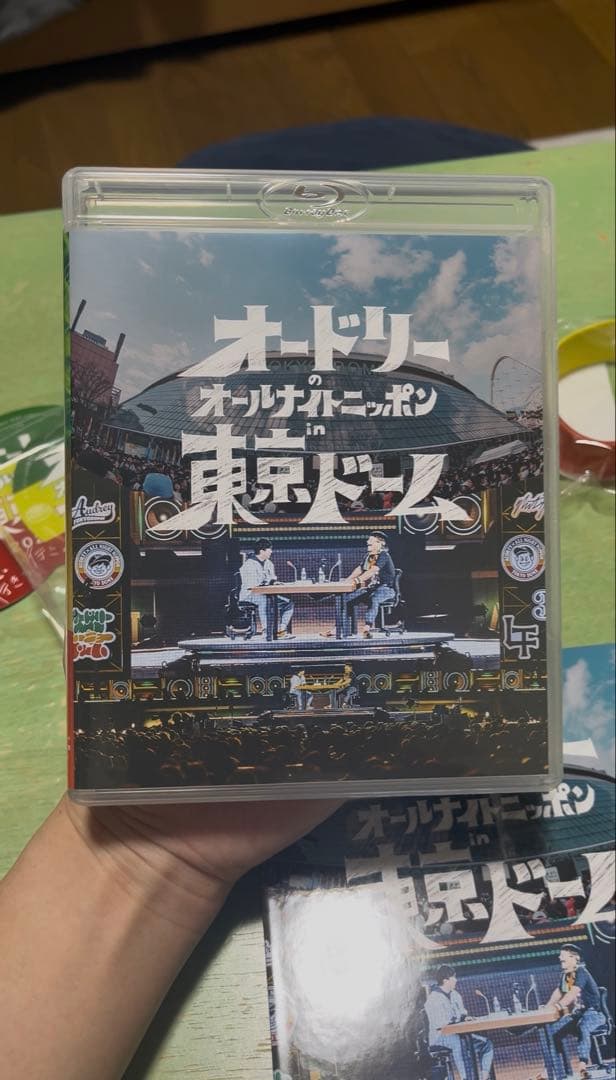 Blu-ray Disc
オードリー
の
オールナイトニッポン
in
東京ドーム
Audrey
LF
オールナイトニッポン
in
東京ドーム